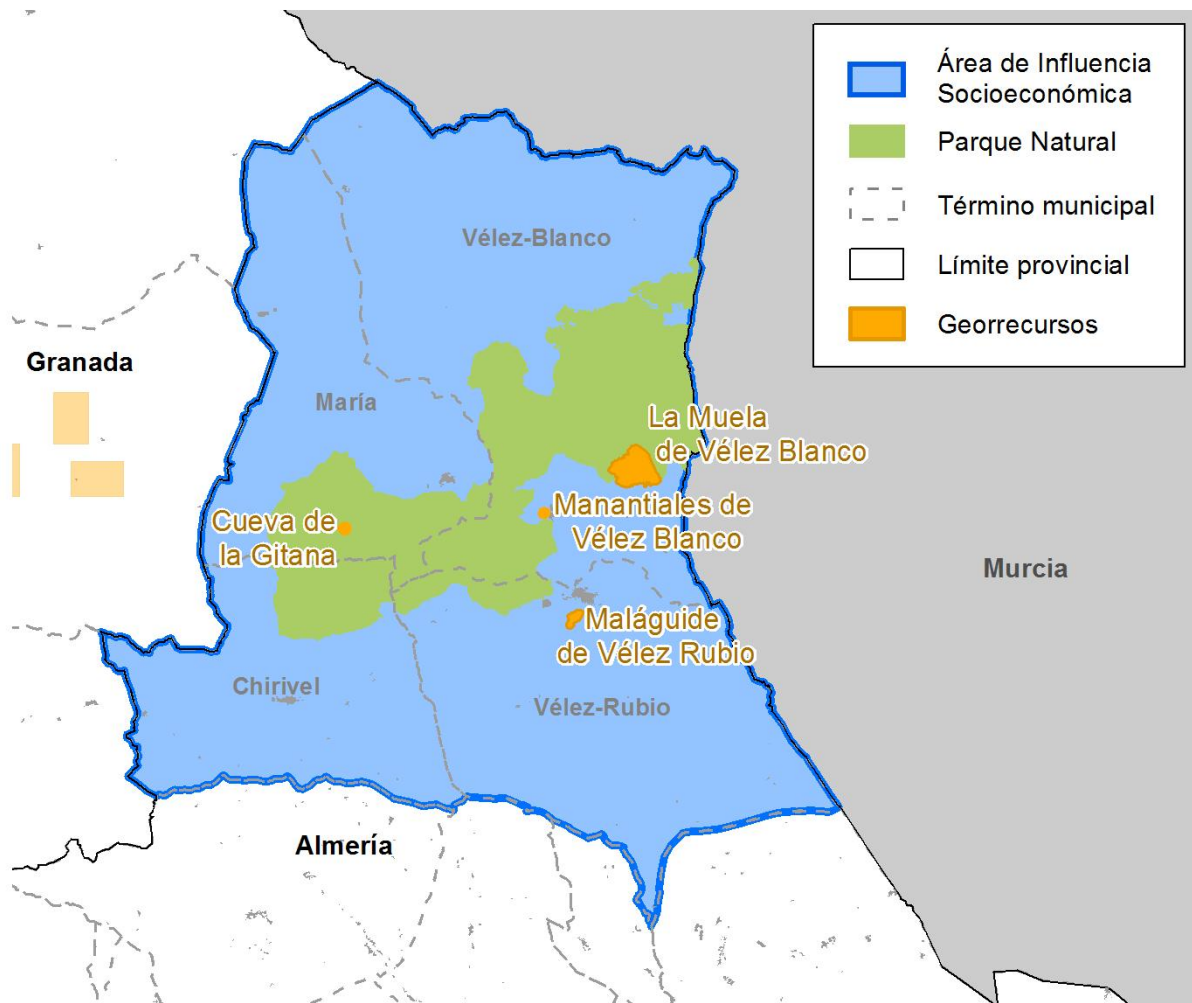 Área de Influencia
Socioeconómica
Parque Natural
Término municipal
Límite provincial
Georrecursos
Vélez-Blanco
Granada
María
La Muela
de Vélez Blanco
Cueva de
la Gitana
Manantiales de
Vélez Blanco
Murcia
Maláguide
de Vélez Rubio
Chirivel
Vélez-Rubio
Almería